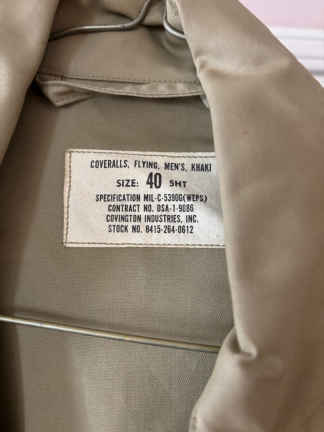 COVERALLS, FLYING, MEN'S, KHAKI
SIZE: 40 SHT
SPECIFICATION MIL-C-5390G(WEPS)
CONTRACT NO. DSA-1-9086
COVINGTON INDUSTRIES, INC.
STOCK NO. 8415-264-0612